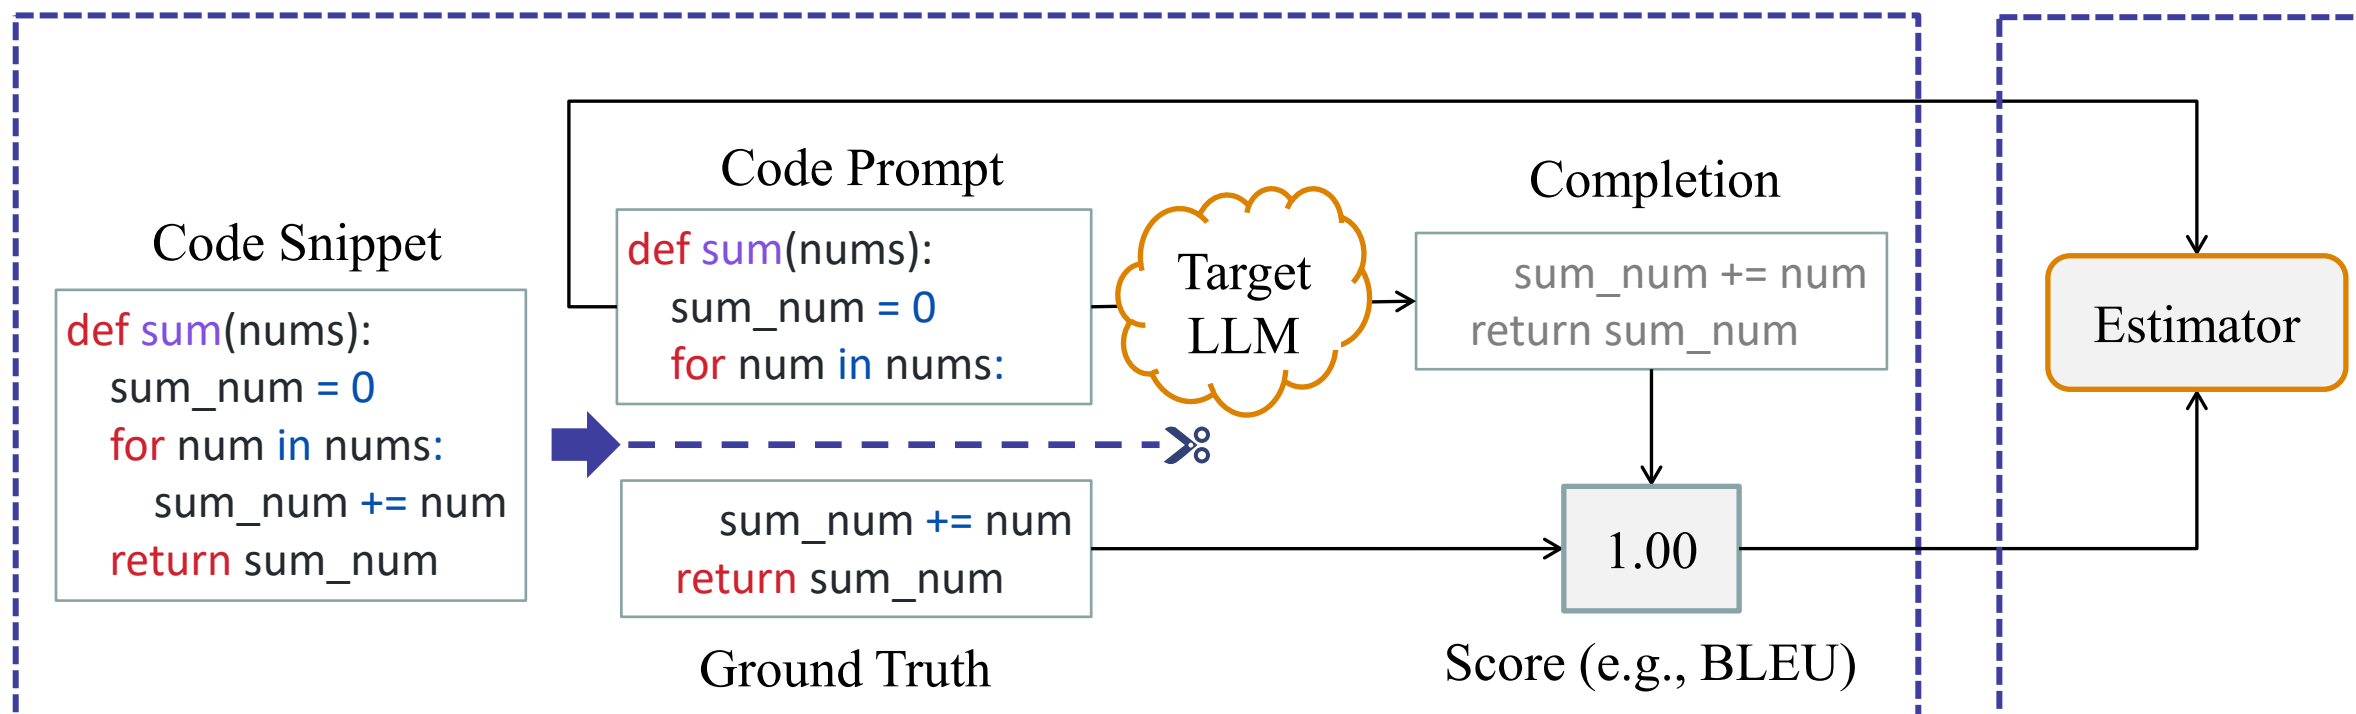 Code Snippet
def sum(nums):
sum_num = 0
for num in nums:
sum_num += num
return sum_num
Code Prompt
def sum(nums):
sum_num = 0
for num in nums:
sum_num += num
return sum_num
Ground Truth
Target
LLM
Completion
sum_num += num
return sum_num
1.00
Score (e.g., BLEU)
Estimator